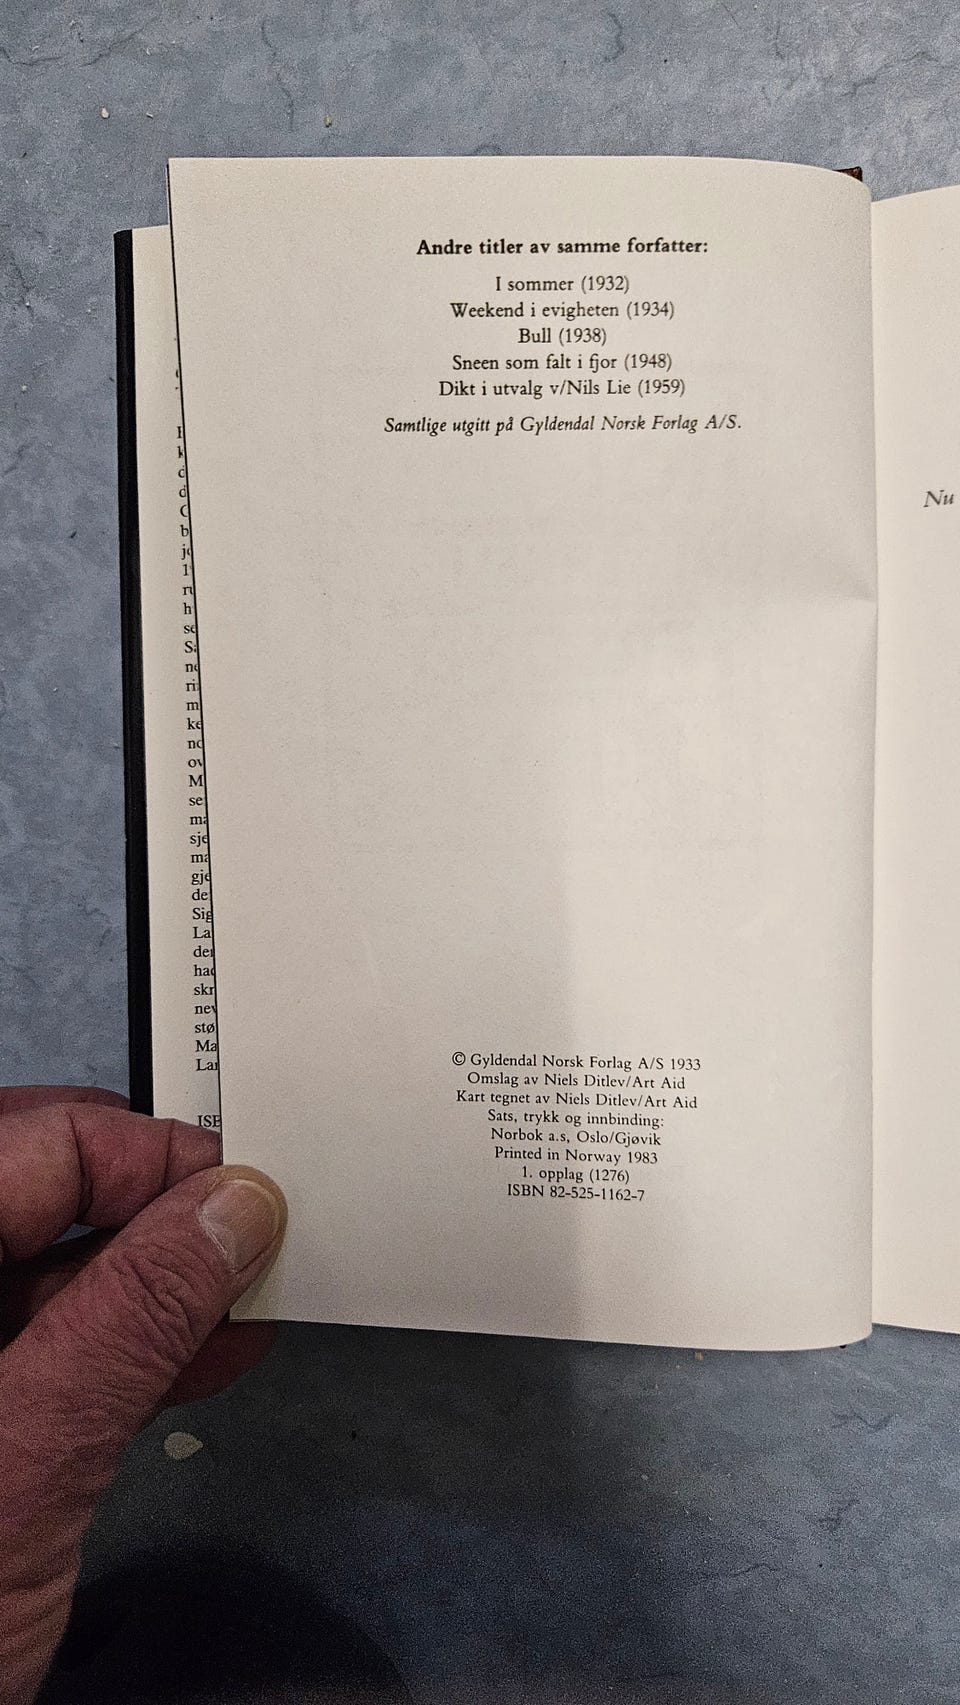 Andre titler av samme forfatter:
I sommer (1932)
Weekend i evigheten (1934)
Bull (1938)
Sneen som falt i fjor (1948)
Dikt i utvalg v/Nils Lie (1959)
Samtlige utgitt på Gyldendal Norsk Forlag A/S.
© Gyldendal Norsk Forlag A/S 1933
Omslag av Niels Ditlev/Art Aid
Kart tegnet av Niels Ditlev/Art Aid
Sats, trykk og innbinding:
Norbok a.s, Oslo/Gjøvik
Printed in Norway 1983
1. opplag (1276)
ISBN 82-525-1162-7
Nu